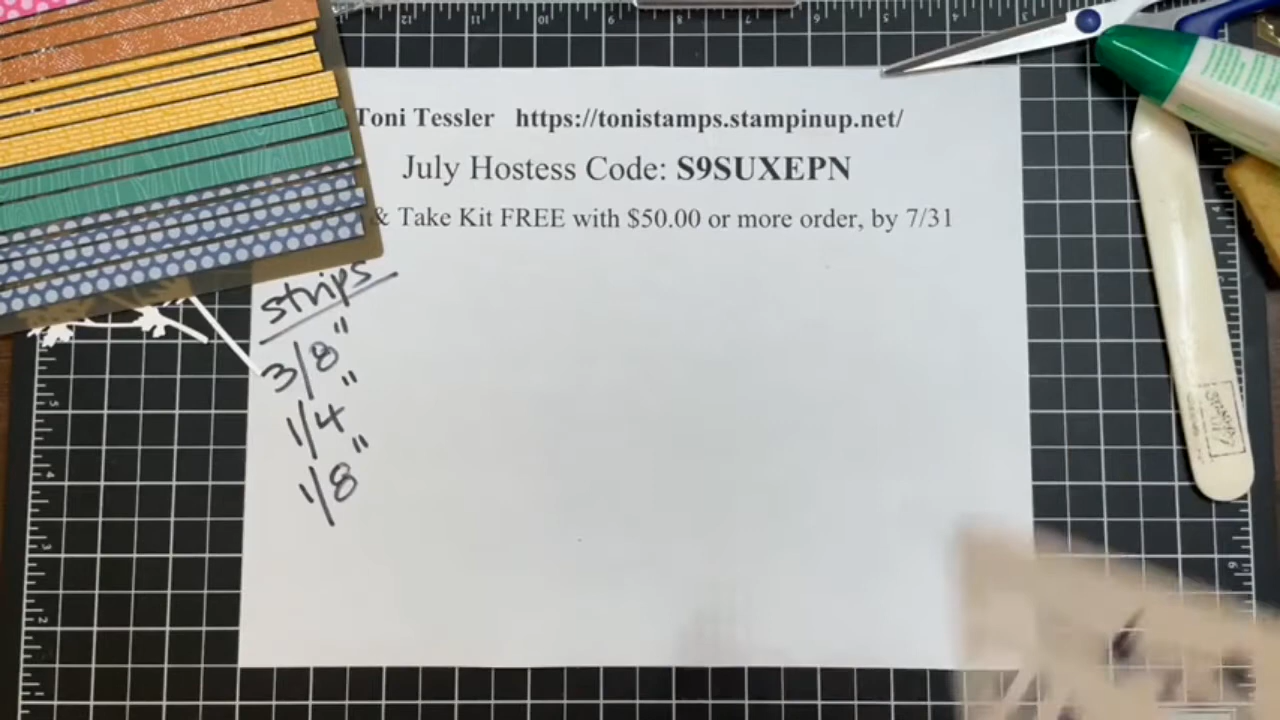 Toni Tessler https://tonistamps.stampinup.net/
July Hostess Code: S9SUXEPN
& Take Kit FREE with $50.00 or more order, by 7/31
strips
3/8"
1/4"
1/8"